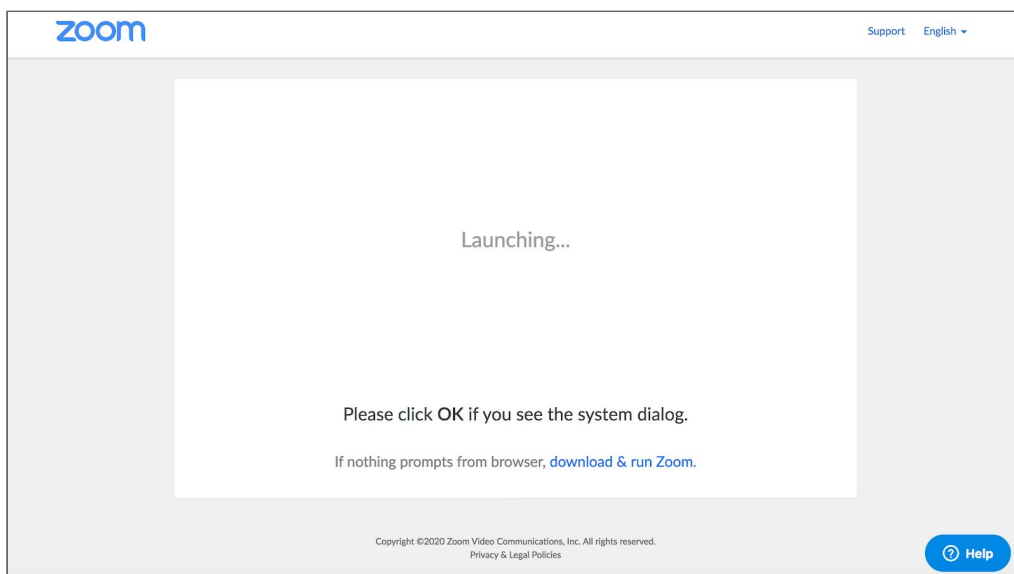 zoom
Support English
Launching...
Please click OK if you see the system dialog.
If nothing prompts from browser, download & run Zoom.
Copyright ©2020 Zoom Video Communications, Inc. All rights reserved.
Privacy & Legal Policies
Help